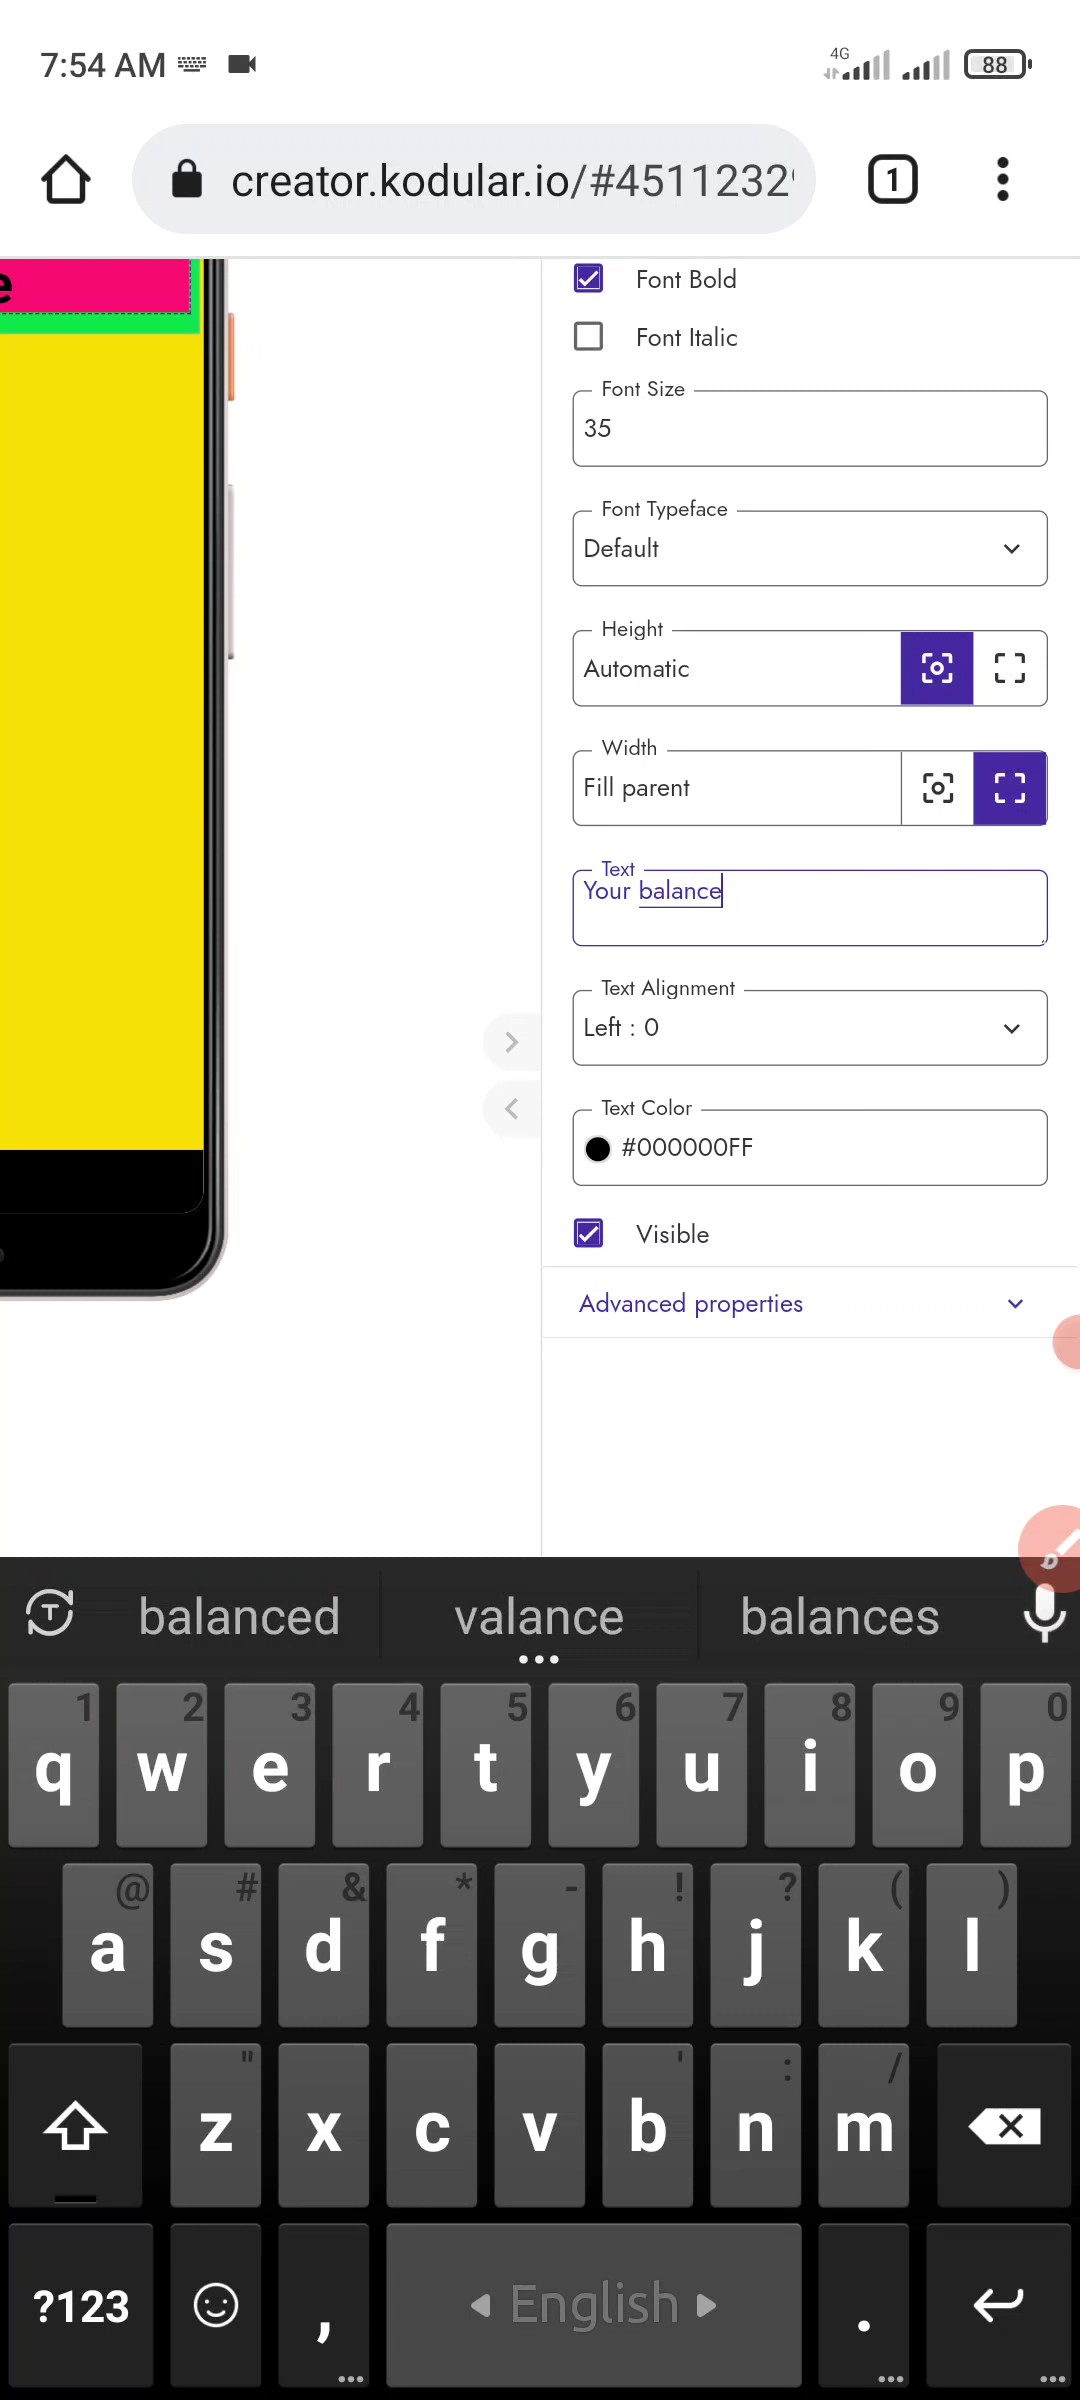 7:54 AM
4G
88
creator.kodular.io/#4511232
1
e
Font Bold
Font Italic
Font Size
35
Font Typeface
Default
Height
Automatic
Width
Fill parent
Text
Your balance
Text Alignment
Left : 0
Text Color
#000000FF
Visible
Advanced properties
balanced valance balances
1 2 3 4 5 6 7 8 9 0
q w e r t y u i o p
@ # & * - ! ? ( )
a s d f g h j k l
" ' : /
z x c v b n m
?123 , English .